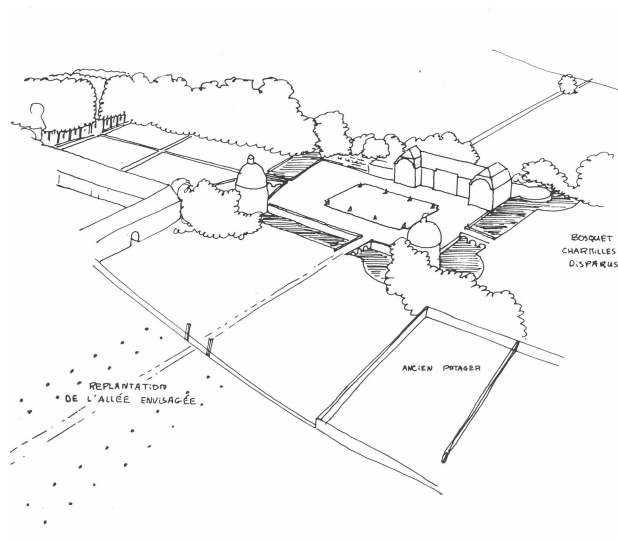 BOSQUET
CHARMILLES
DISPARUS
ANCIEN POTAGER
REPLANTATION
DE L'ALLÉE ENVISAGÉE.